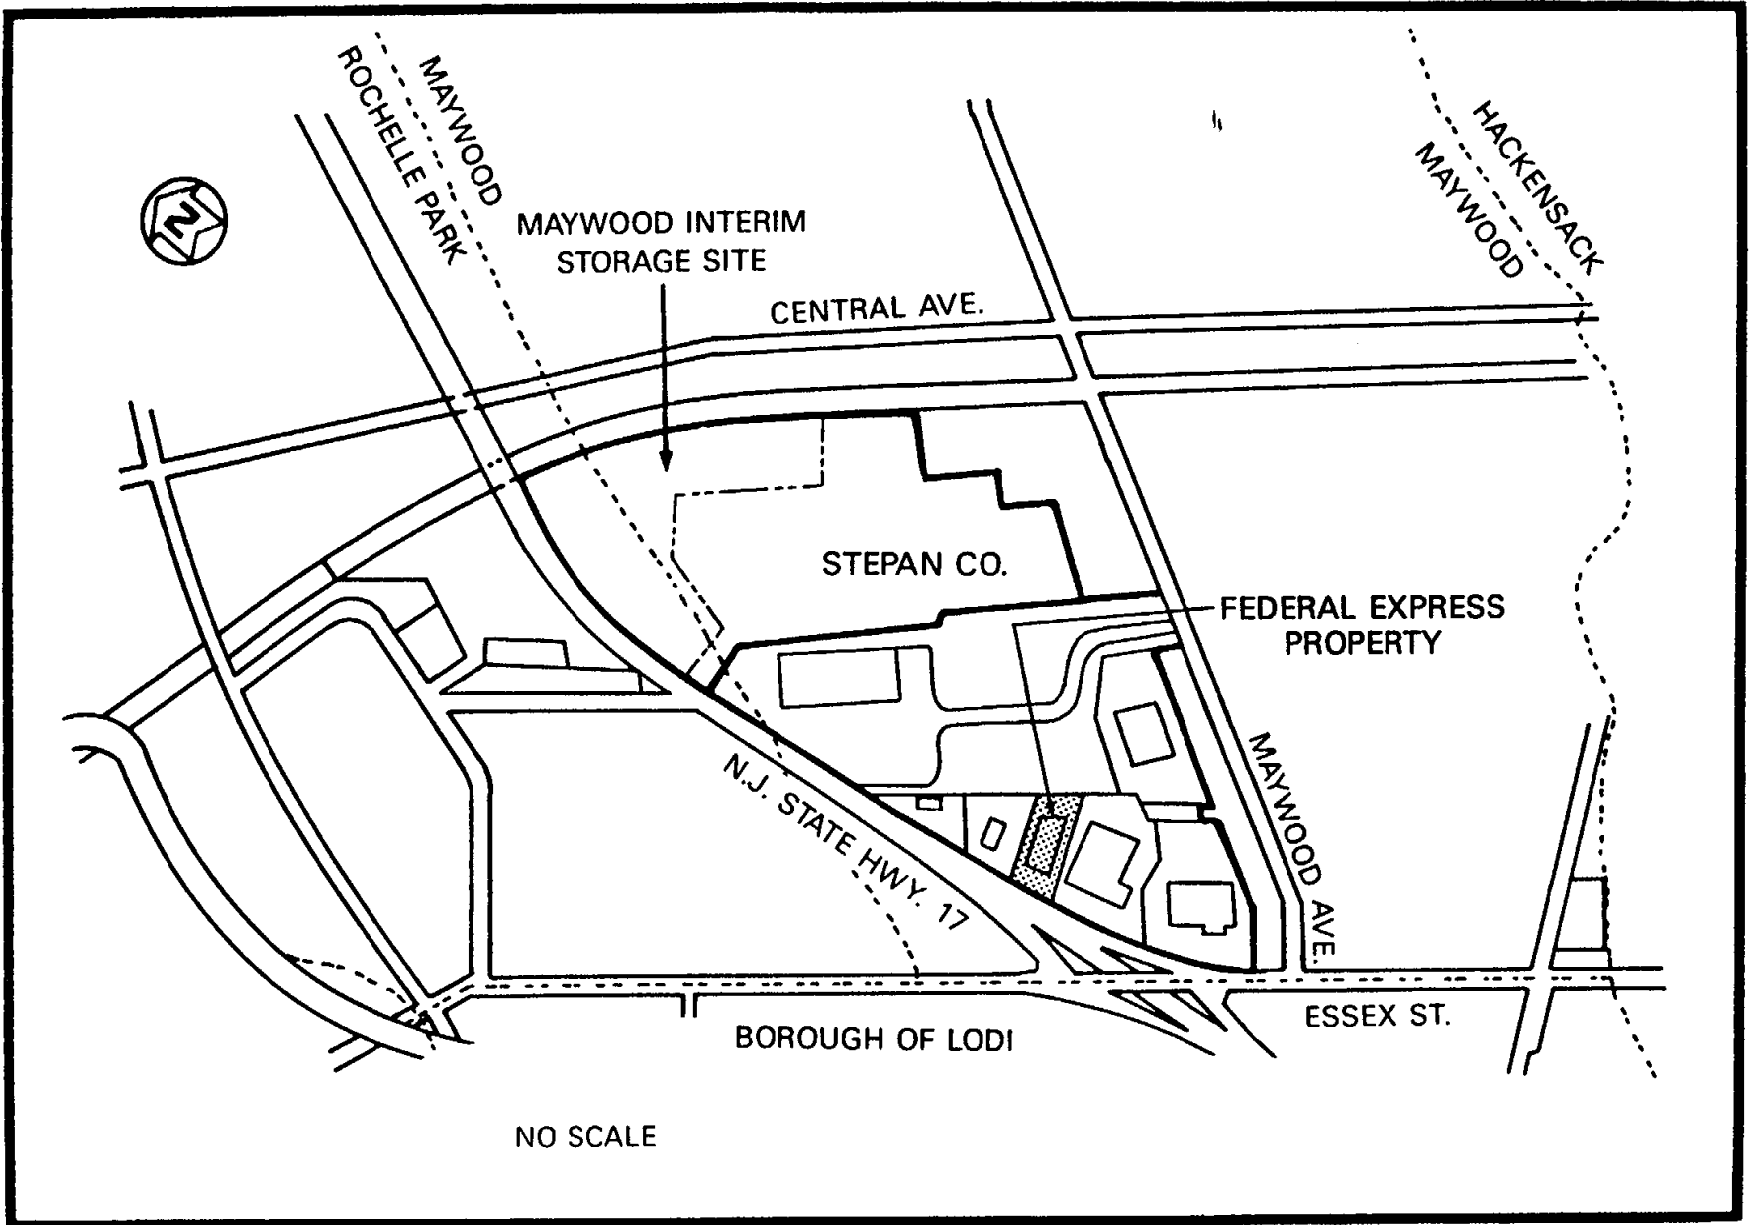 MAYWOOD
ROCHELLE PARK
HACKENSACK
MAYWOOD
N
MAYWOOD INTERIM
STORAGE SITE
CENTRAL AVE.
STEPAN CO.
FEDERAL EXPRESS
PROPERTY
N.J. STATE HWY. 17
MAYWOOD AVE.
ESSEX ST.
BOROUGH OF LODI
NO SCALE